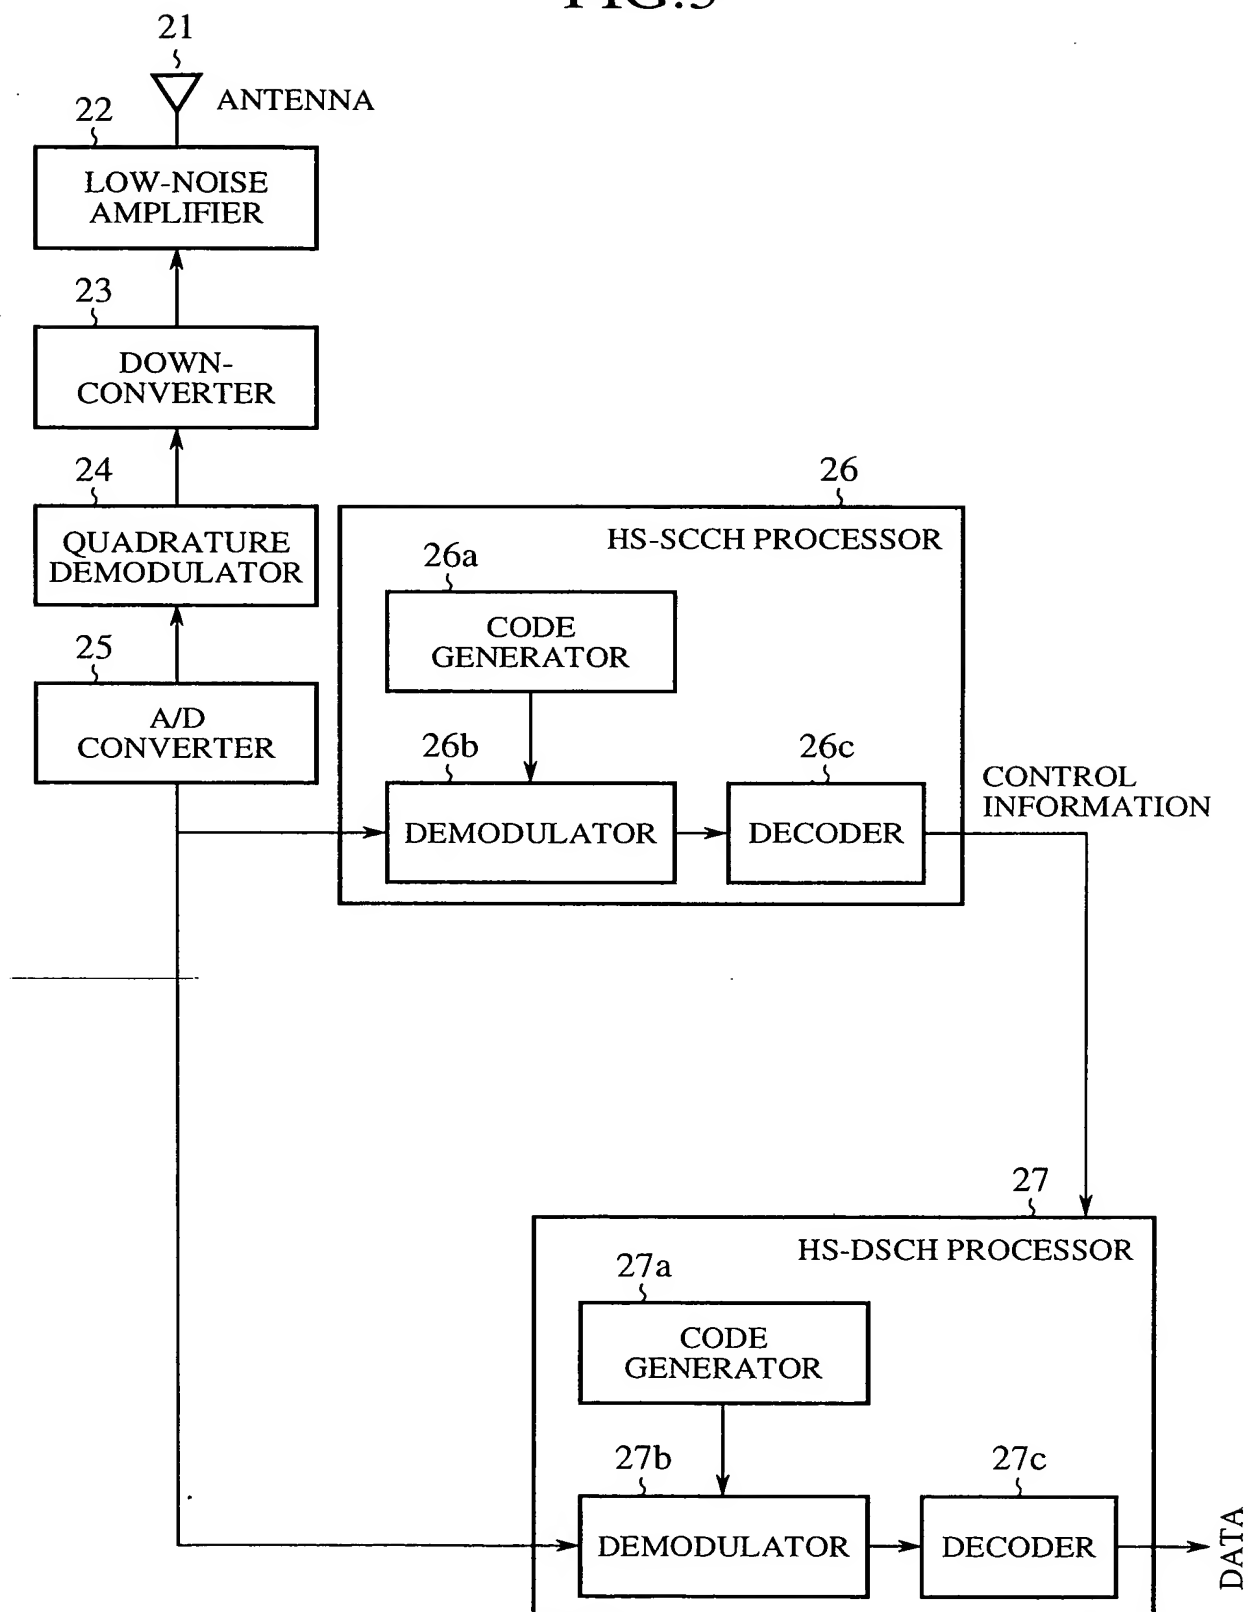 21
ANTENNA
22
LOW-NOISE
AMPLIFIER
23
DOWN-
CONVERTER
24
QUADRATURE
DEMODULATOR
25
A/D
CONVERTER
26
HS-SCCH PROCESSOR
26a
CODE
GENERATOR
26b
DEMODULATOR
26c
DECODER
CONTROL
INFORMATION
27
HS-DSCH PROCESSOR
27a
CODE
GENERATOR
27b
DEMODULATOR
27c
DECODER
DATA